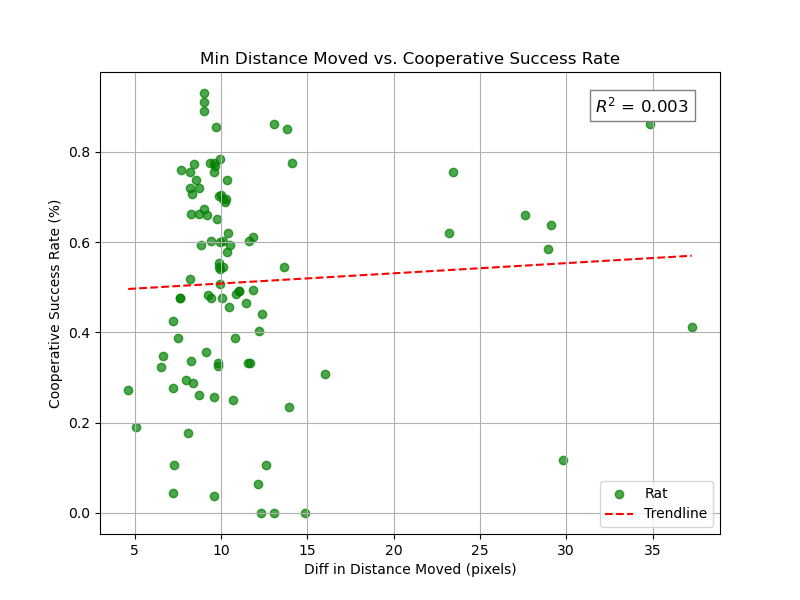 Min Distance Moved vs. Cooperative Success Rate
R² = 0.003
Cooperative Success Rate (%)
0.8
0.6
0.4
0.2
0.0
Rat
Trendline
5 10 15 20 25 30 35
Diff in Distance Moved (pixels)